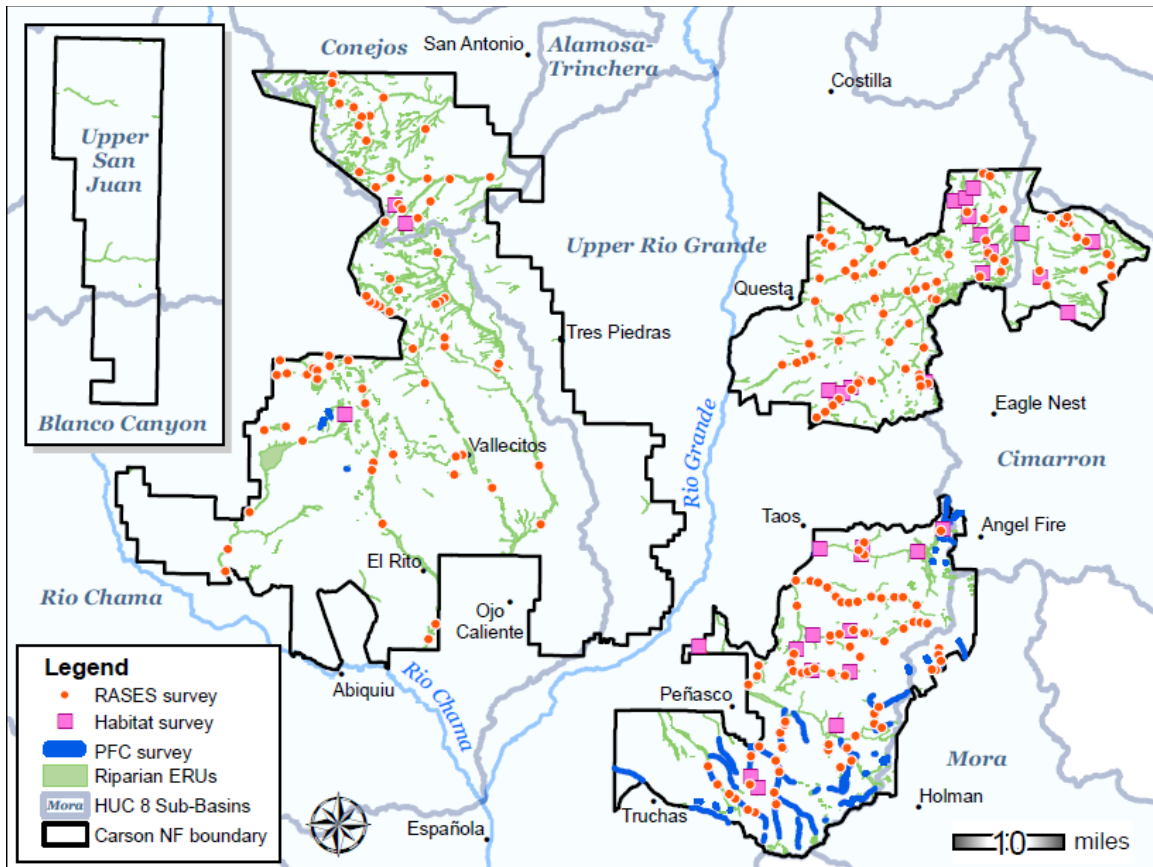 Conejos
San Antonio
Alamosa-
Trinchera
Costilla
Upper
San
Juan
Upper Rio Grande
Questa
Tres Piedras
Rio Grande
Eagle Nest
Blanco Canyon
Vallecitos
Cimarron
Taos
Angel Fire
El Rito
Rio Chama
Ojo
Caliente
Abiquiu
Rio Chama
Peñasco
Mora
Truchas
Holman
Española
Legend
RASES survey
Habitat survey
PFC survey
Riparian ERUs
Mora HUC 8 Sub-Basins
Carson NF boundary
10 miles